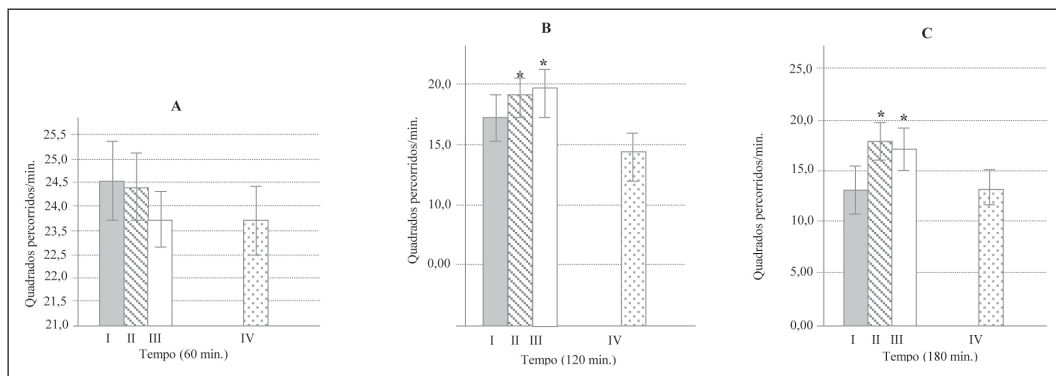 A
Quadrados percorridos/min.
25,5
25,0
24,5
24,0
23,2
22,5
22,0
21,5
21,0
I II III IV
Tempo (60 min.)
B
Quadrados percorridos/min.
20,0
15,0
10,0
0,00
* *
I II III IV
Tempo (120 min.)
C
Quadrados percorridos/min.
25,0
20,0
15,0
10,0
5,00
0,00
* *
I II III IV
Tempo (180 min.)